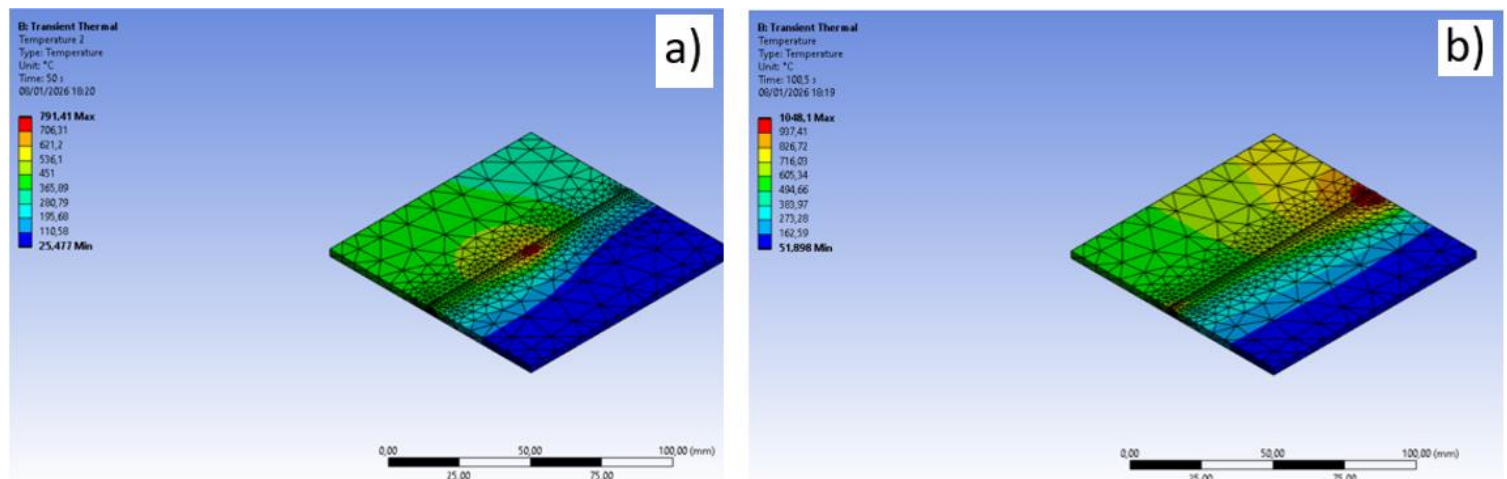 B: Transient Thermal
Temperature 2
Type: Temperature
Unit: °C
Time: 50 s
08/01/2026 18:20
791,41 Max
706,31
621,2
536,1
451
365,89
280,79
195,68
110,58
25,477 Min
a)
0,00 50,00 100,00 (mm)
25,00 75,00
B: Transient Thermal
Temperature
Type: Temperature
Unit: °C
Time: 100,5 s
08/01/2026 18:19
1048,1 Max
937,41
826,72
716,03
605,34
494,66
383,97
273,28
162,59
51,898 Min
b)
0,00 50,00 100,00 (mm)
25,00 75,00